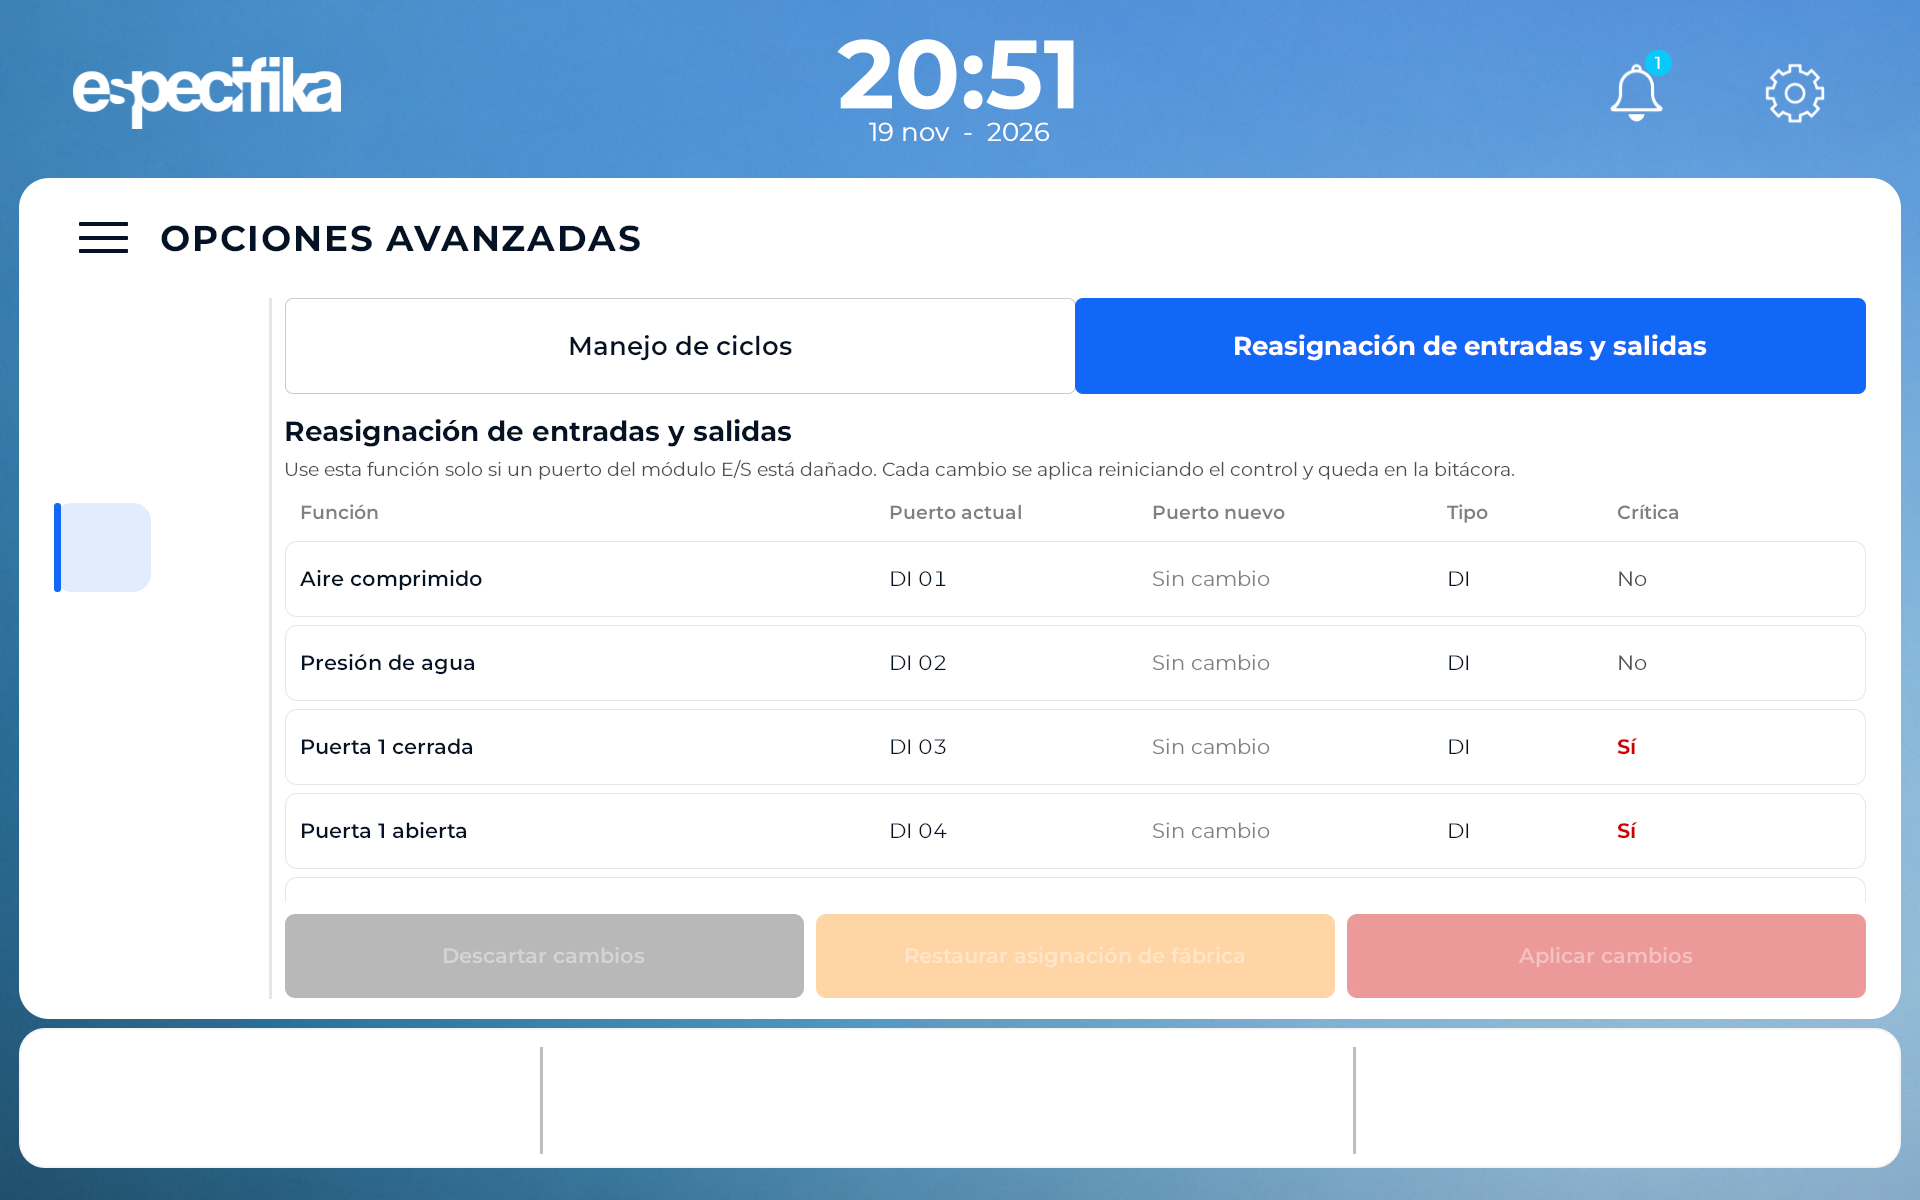 especifika
20:51
19 nov - 2026
1
OPCIONES AVANZADAS
Manejo de ciclos
Reasignación de entradas y salidas
Reasignación de entradas y salidas
Use esta función solo si un puerto del módulo E/S está dañado. Cada cambio se aplica reiniciando el control y queda en la bitácora.
Función Puerto actual Puerto nuevo Tipo Crítica
Aire comprimido DI 01 Sin cambio DI No
Presión de agua DI 02 Sin cambio DI No
Puerta 1 cerrada DI 03 Sin cambio DI Sí
Puerta 1 abierta DI 04 Sin cambio DI Sí
Descartar cambios
Restaurar asignación de fábrica
Aplicar cambios